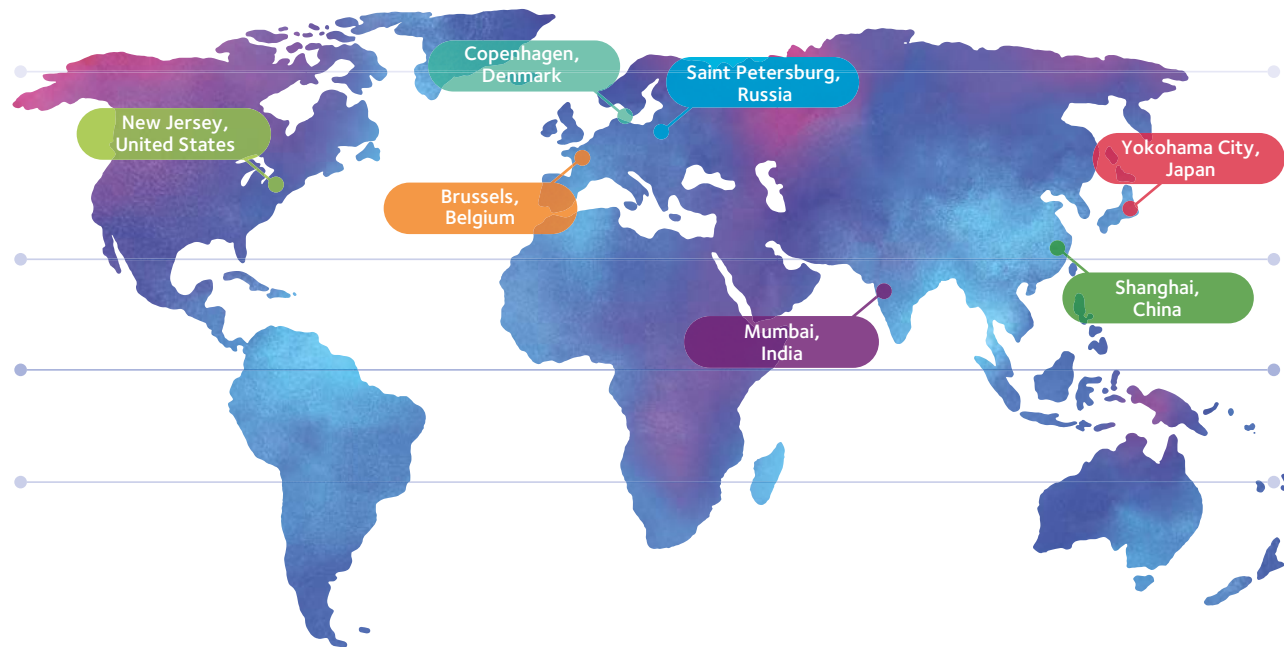 Copenhagen,
Denmark
Saint Petersburg,
Russia
New Jersey,
United States
Yokohama City,
Japan
Brussels,
Belgium
Shanghai,
China
Mumbai,
India